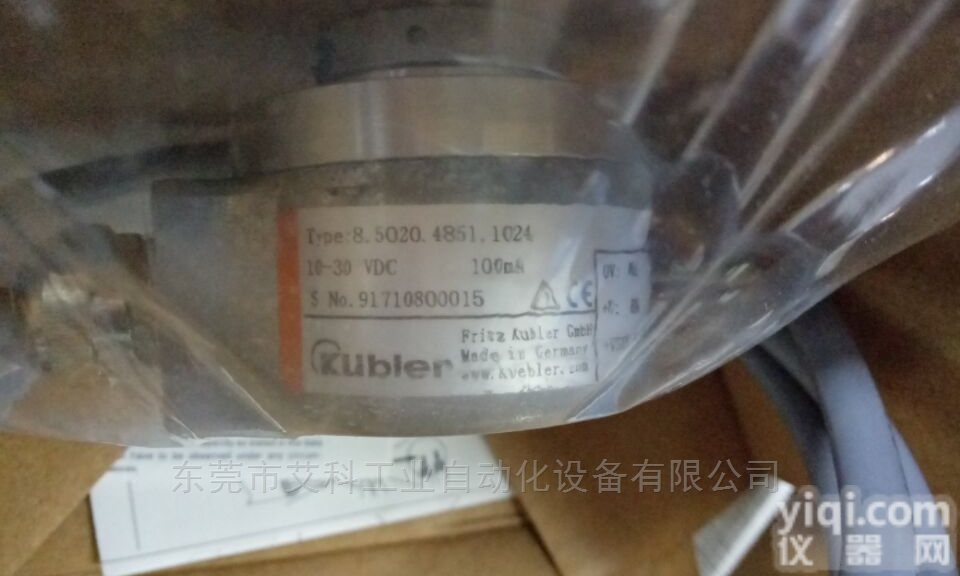 Type:8.5020.4851.1024
10-30 VDC 100mA
S No.91710800015
CE
Kübler
Fritz Kubler GmbH
Made in Germany
www.kuebler.com
0V:
东莞市艾科工业自动化设备有限公司
yiqi.com
仪器网